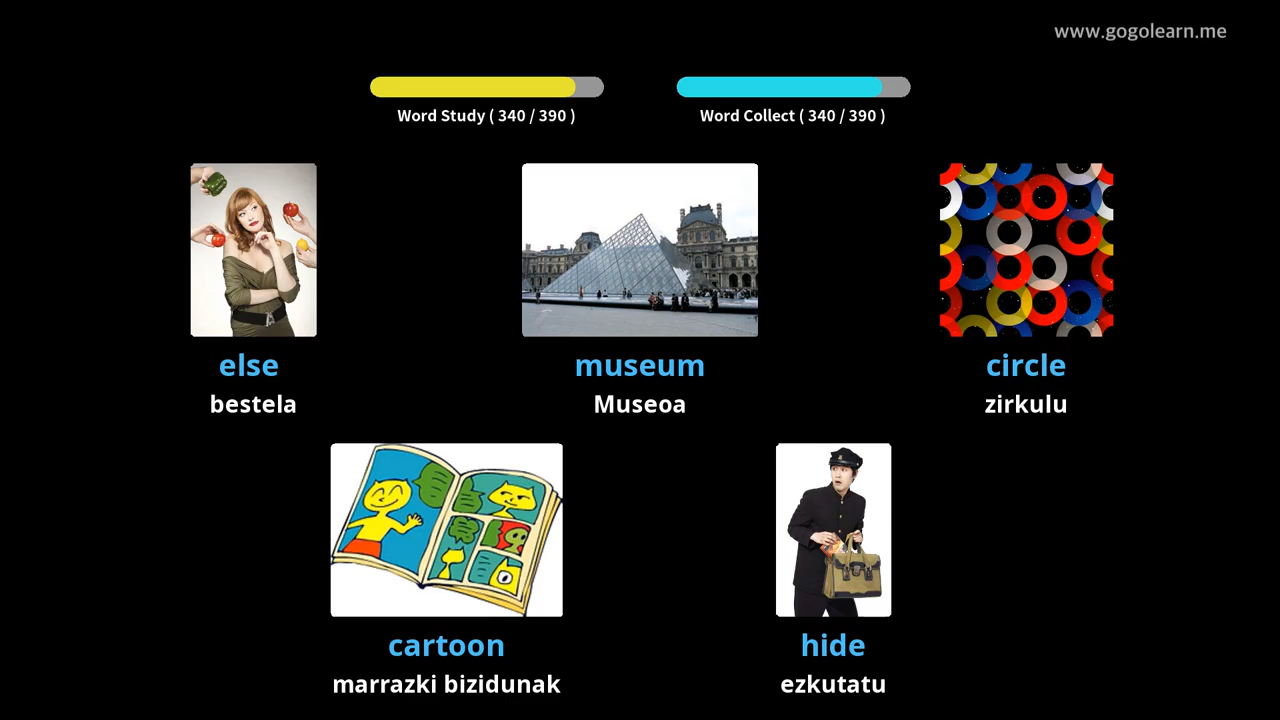 www.gogolearn.me
Word Study ( 340 / 390 )
Word Collect ( 340 / 390 )
else
bestela
museum
Museoa
circle
zirkulu
cartoon
marrazki bizidunak
hide
ezkutatu